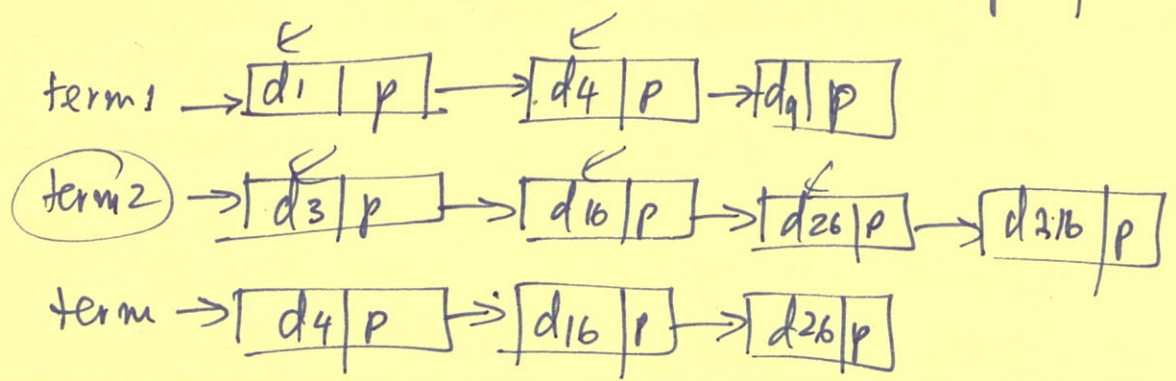 term1 → d1 | p → d4 | p → d9 | p
term2 → d3 | p → d16 | p → d26 | p → d216 | p
term → d4 | p → d16 | p → d26 | p